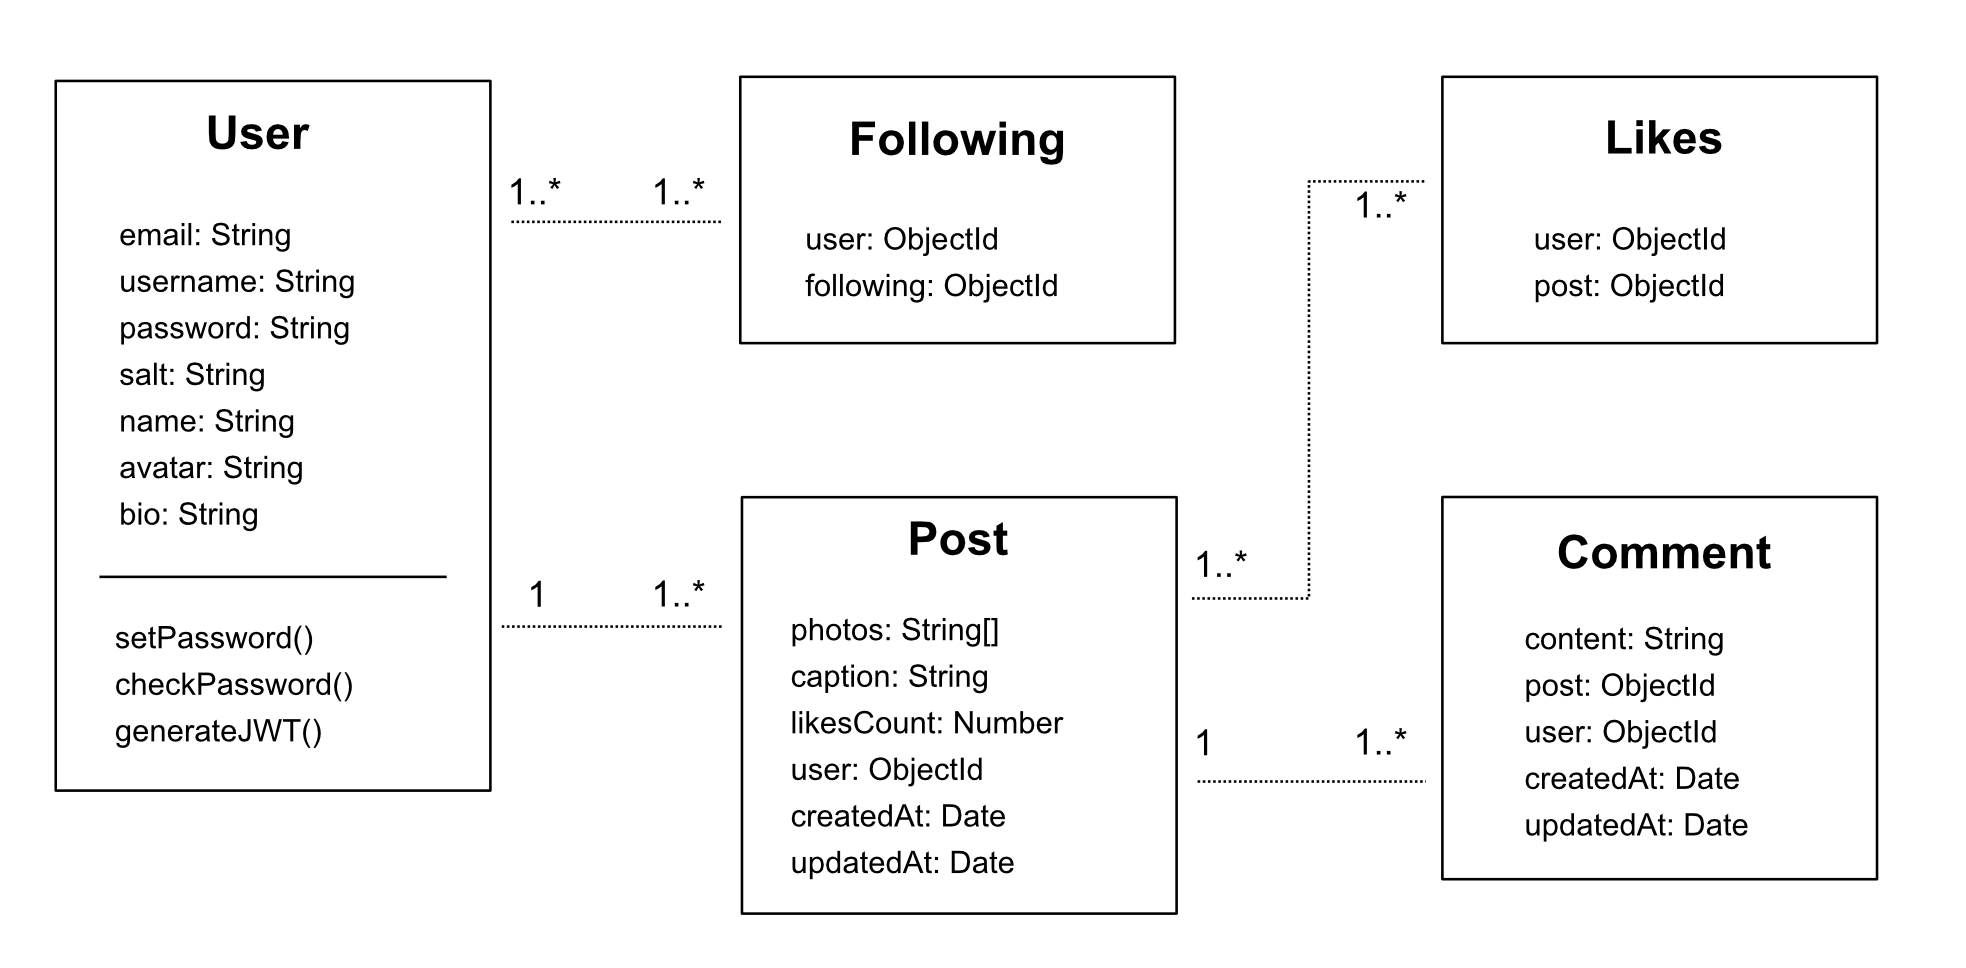 User
email: String
username: String
password: String
salt: String
name: String
avatar: String
bio: String
setPassword()
checkPassword()
generateJWT()
1..* 1..*
Following
user: ObjectId
following: ObjectId
1 1..*
Post
photos: String[]
caption: String
likesCount: Number
user: ObjectId
createdAt: Date
updatedAt: Date
1..*
1..*
Likes
user: ObjectId
post: ObjectId
1 1..*
Comment
content: String
post: ObjectId
user: ObjectId
createdAt: Date
updatedAt: Date